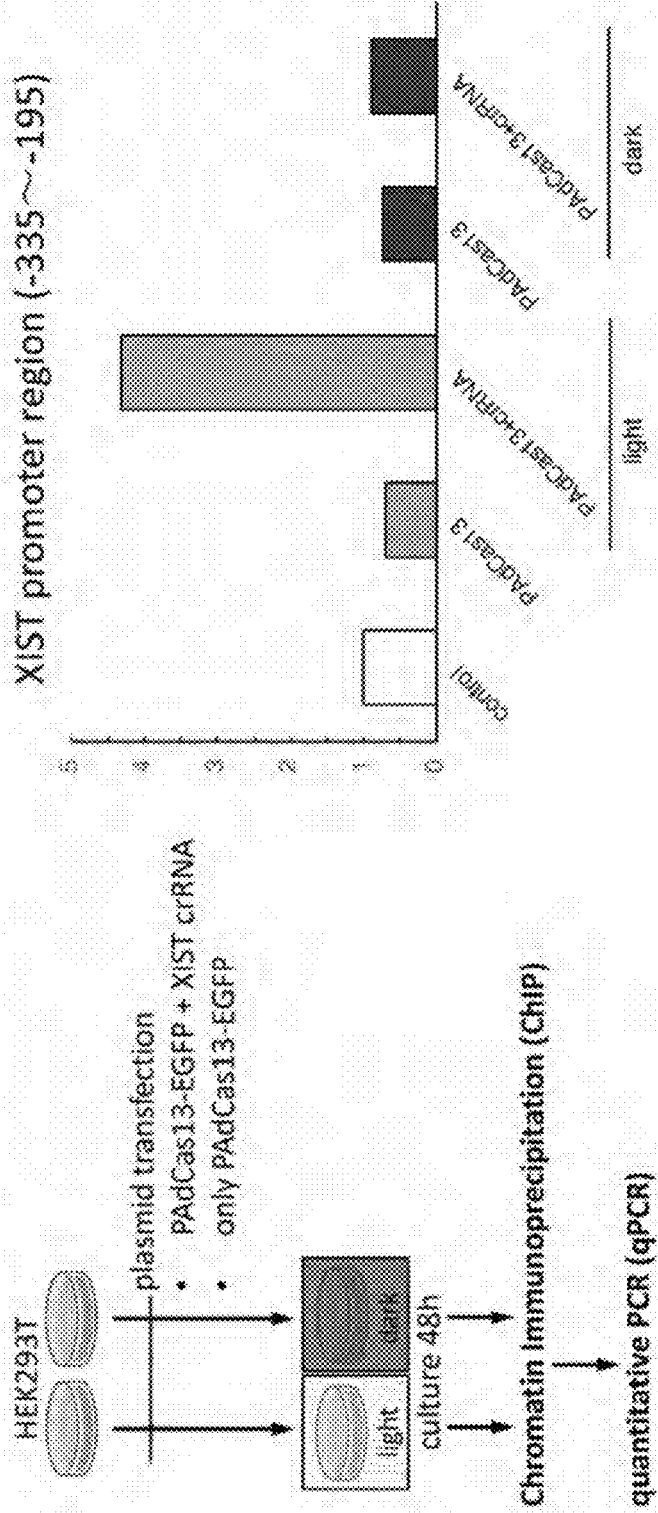 HEK293T
plasmid transfection
• PAdCas13-EGFP + XIST crRNA
• only PAdCas13-EGFP
light
dark
culture 48h
Chromatin Immunoprecipitation (ChIP)
quantitative PCR (qPCR)
XIST promoter region (-335～-195)
5
4
3
2
1
0
control
PAdCas13
PAdCas13+crRNA
PAdCas13
PAdCas13+crRNA
light
dark